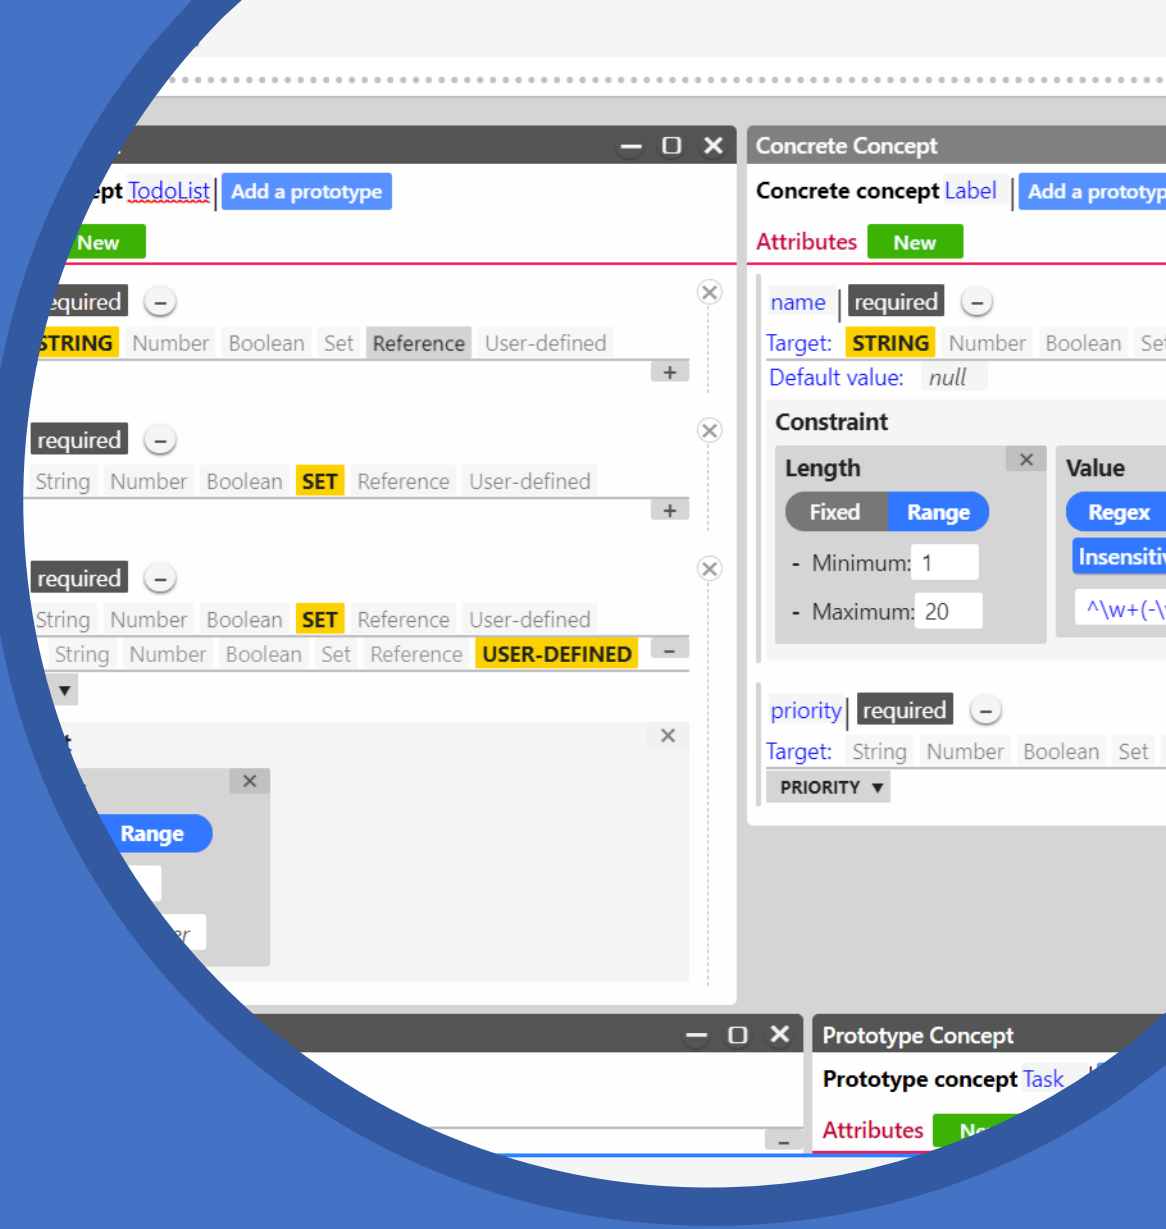 TodoList Add a prototype
New
required −
STRING Number Boolean Set Reference User-defined
+
required −
String Number Boolean SET Reference User-defined
+
required −
String Number Boolean SET Reference User-defined
String Number Boolean Set Reference USER-DEFINED −
Range
Concrete Concept
Concrete concept Label Add a prototyp
Attributes New
name required −
Target: STRING Number Boolean Set
Default value: null
Constraint
Length Value
Fixed Range Regex
- Minimum: 1 Insensitiv
- Maximum: 20 ^\w+(-\
priority required −
Target: String Number Boolean Set
PRIORITY ▼
−
Prototype Concept
Prototype concept Task
Attributes New